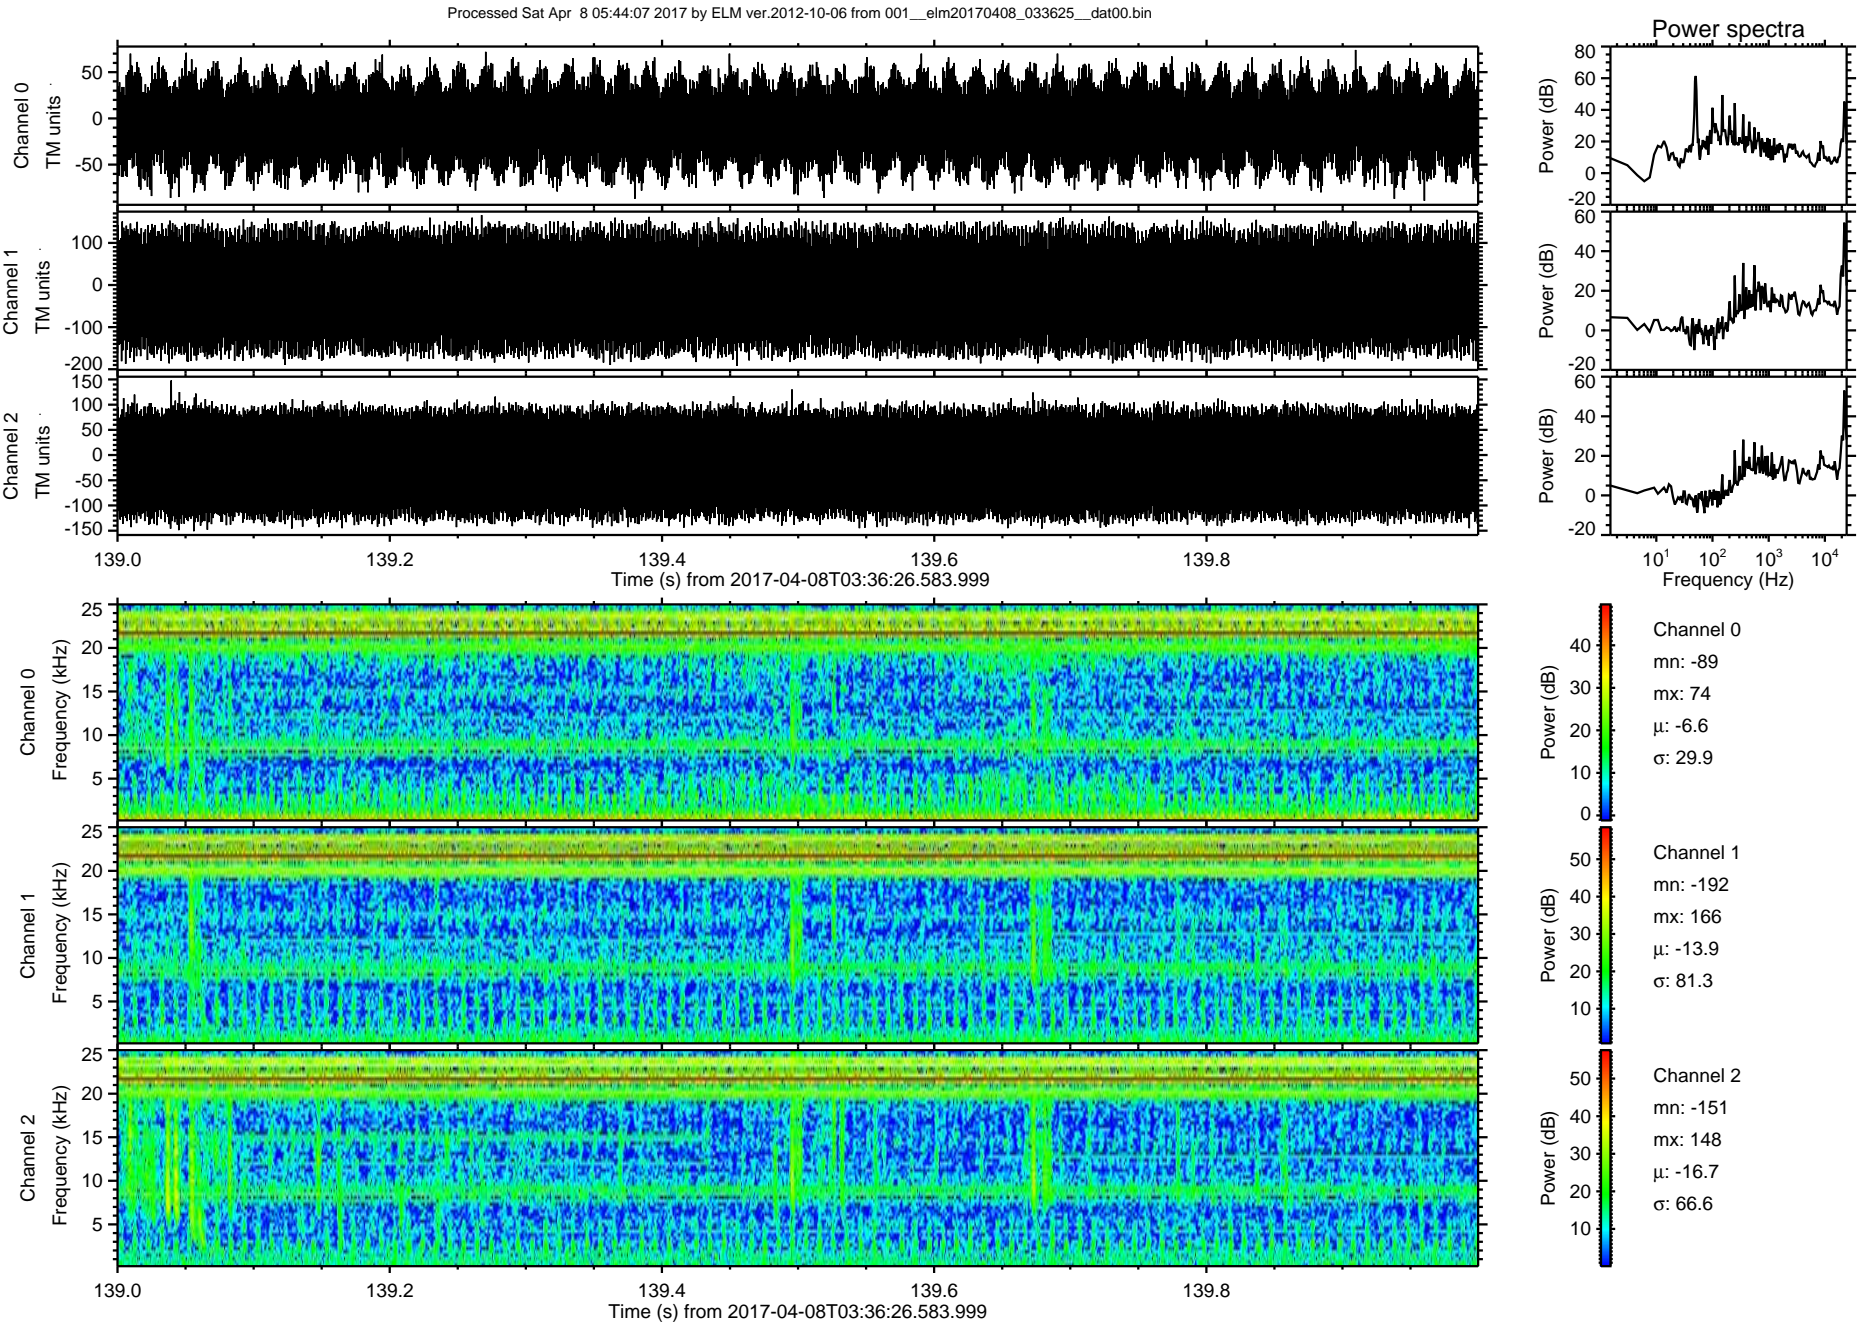 Processed Sat Apr  8 05:44:07 2017 by ELM ver.2012-10-06 from 001__elm20170408_033625__dat00.bin
Power spectra
Channel 0
TM units
50
0
-50
Power (dB)
80
60
40
20
0
-20
Channel 1
TM units
100
0
-100
-200
Power (dB)
60
40
20
0
-20
Channel 2
TM units
150
100
50
0
-50
-100
-150
Power (dB)
60
40
20
0
-20
139.0 139.2 139.4 139.6 139.8
Time (s) from 2017-04-08T03:36:26.583.999
10¹ 10² 10³ 10⁴
Frequency (Hz)
Channel 0
Frequency (kHz)
25
20
15
10
5
Power (dB)
40
30
20
10
0
Channel 0
mn: -89
mx: 74
μ: -6.6
σ: 29.9
Channel 1
Frequency (kHz)
25
20
15
10
5
Power (dB)
50
40
30
20
10
Channel 1
mn: -192
mx: 166
μ: -13.9
σ: 81.3
Channel 2
Frequency (kHz)
25
20
15
10
5
Power (dB)
50
40
30
20
10
Channel 2
mn: -151
mx: 148
μ: -16.7
σ: 66.6
139.0 139.2 139.4 139.6 139.8
Time (s) from 2017-04-08T03:36:26.583.999